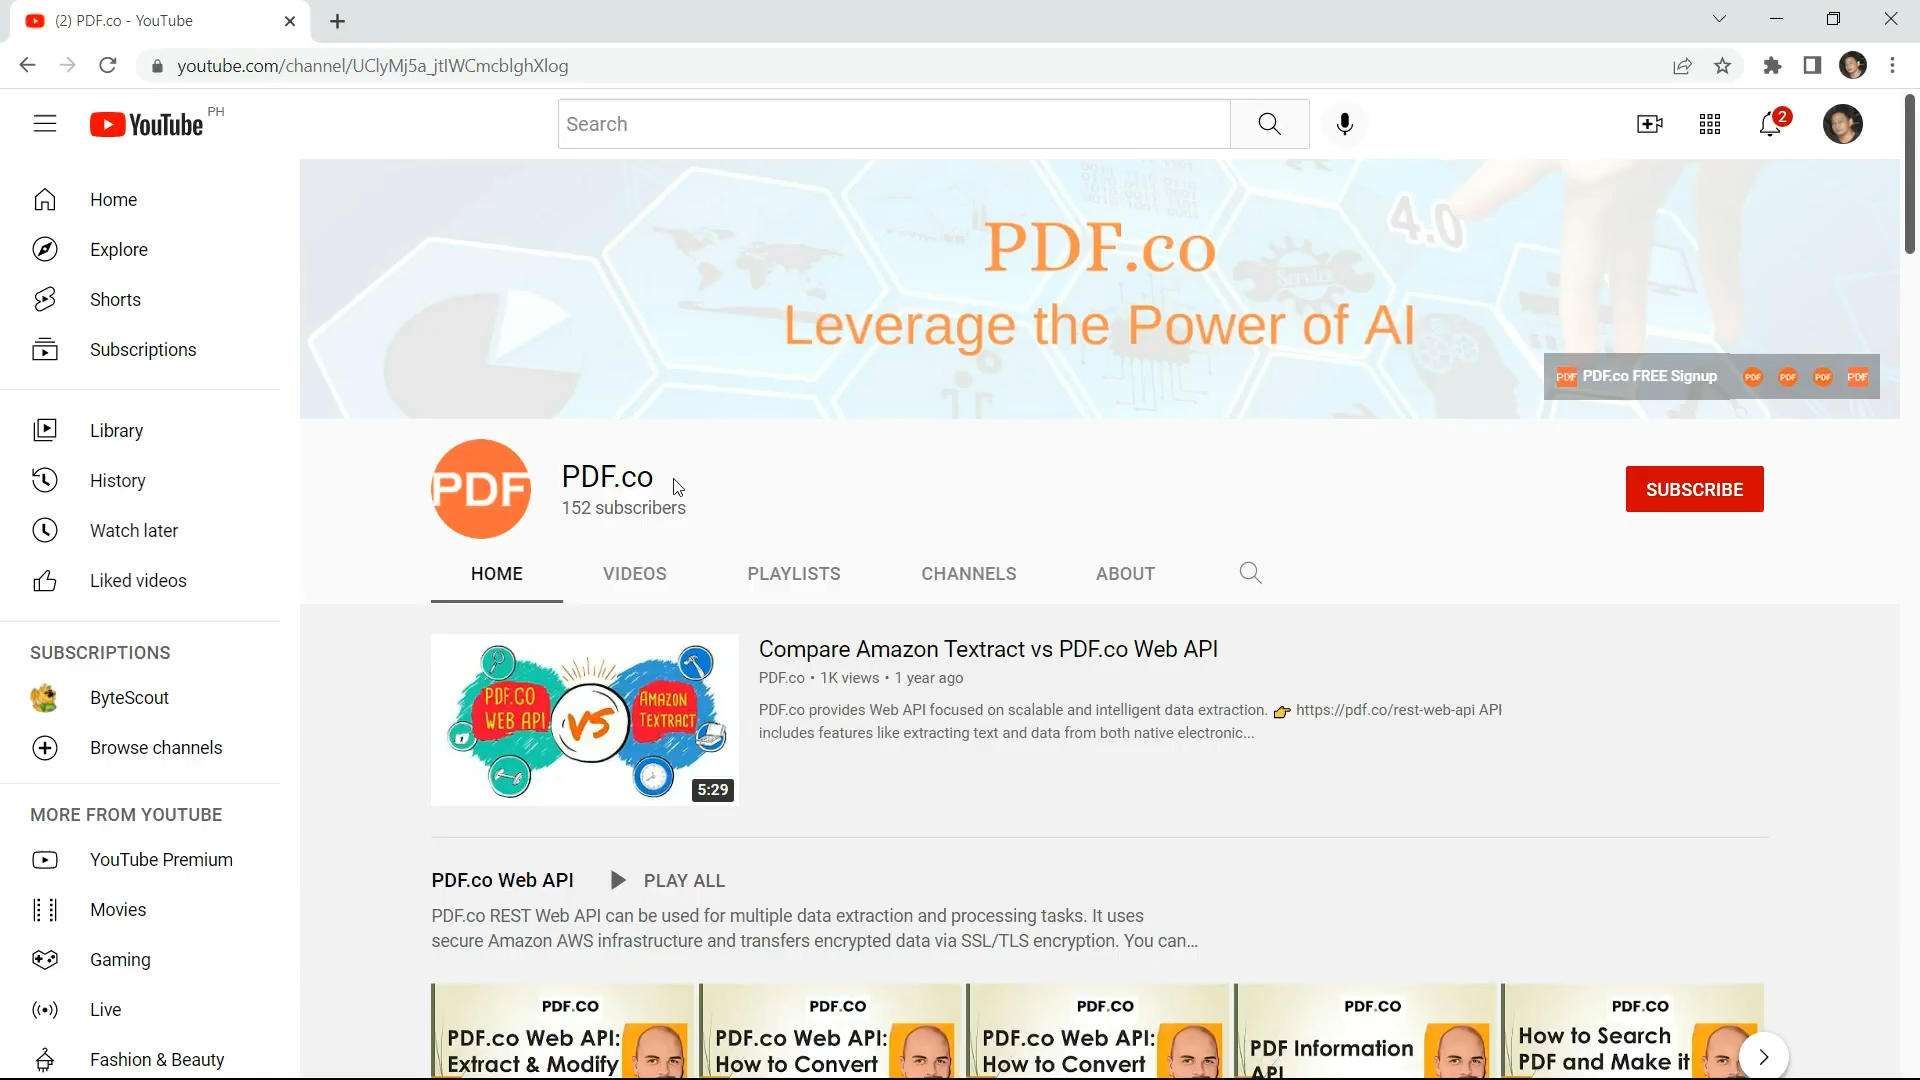 (2) PDF.co - YouTube
youtube.com/channel/UClyMj5a_jtlWCmcblghXlog
YouTube PH
Search
2
Home
Explore
Shorts
Subscriptions
Library
History
Watch later
Liked videos
SUBSCRIPTIONS
ByteScout
Browse channels
MORE FROM YOUTUBE
YouTube Premium
Movies
Gaming
Live
Fashion & Beauty
4.0
PDF.co
Leverage the Power of AI
PDF PDF.co FREE Signup PDF PDF PDF PDF
PDF
PDF.co
152 subscribers
SUBSCRIBE
HOME VIDEOS PLAYLISTS CHANNELS ABOUT
PDF.CO
WEB API
VS
AMAZON
TEXTRACT
5:29
Compare Amazon Textract vs PDF.co Web API
PDF.co • 1K views • 1 year ago
PDF.co provides Web API focused on scalable and intelligent data extraction. 👉 https://pdf.co/rest-web-api API
includes features like extracting text and data from both native electronic...
PDF.co Web API PLAY ALL
PDF.co REST Web API can be used for multiple data extraction and processing tasks. It uses
secure Amazon AWS infrastructure and transfers encrypted data via SSL/TLS encryption. You can...
PDF.CO
PDF.co Web API:
Extract & Modify
PDF.CO
PDF.co Web API:
How to Convert
PDF.CO
PDF.co Web API:
How to Convert
PDF.CO
PDF Information
API
PDF.CO
How to Search
PDF and Make it